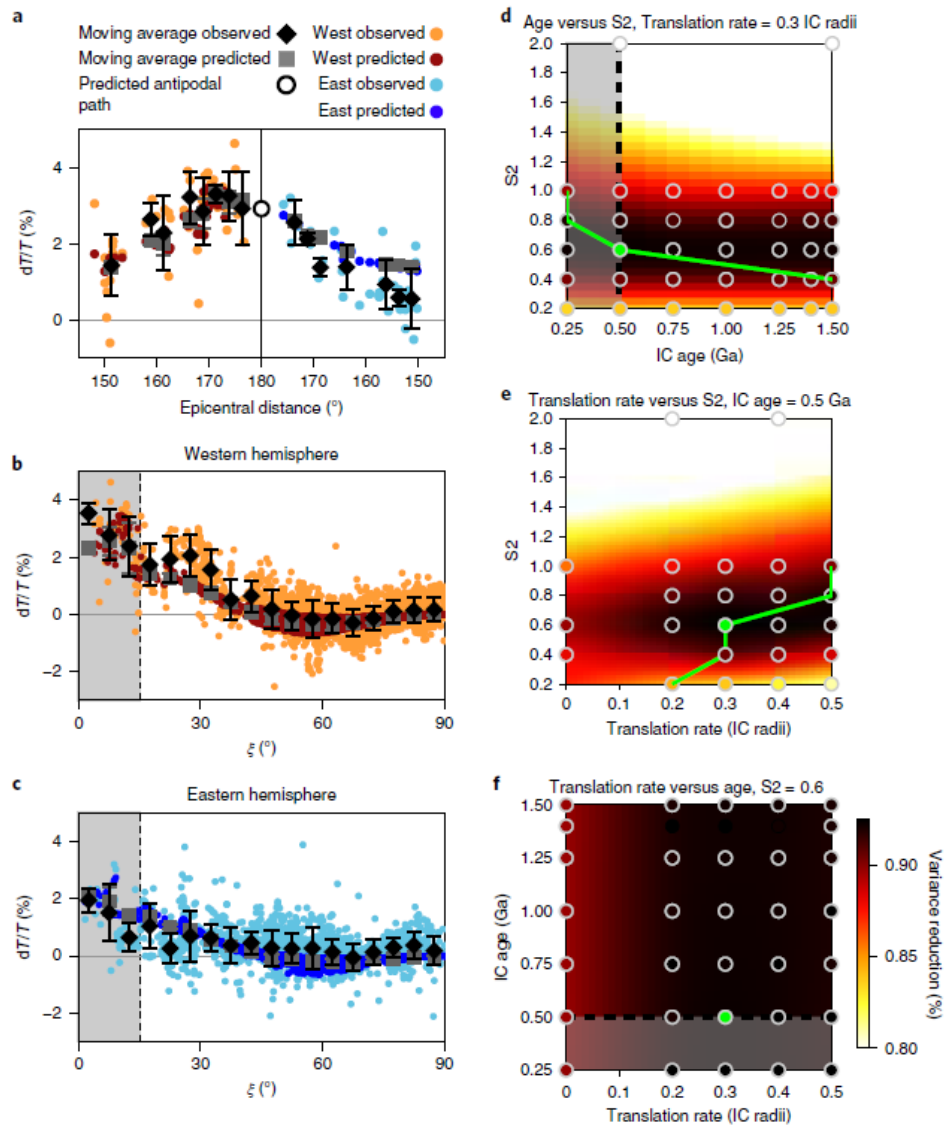 a
Moving average observed
West observed
Moving average predicted
West predicted
Predicted antipodal
path
East observed
East predicted
4
2
0
dT/T (%)
150
160
170
180
170
160
150
Epicentral distance (°)
b
Western hemisphere
4
2
0
−2
dT/T (%)
0
30
60
90
ξ (°)
c
Eastern hemisphere
4
2
0
−2
dT/T (%)
0
30
60
90
ξ (°)
d
Age versus S2, Translation rate = 0.3 IC radii
2.0
1.8
1.6
1.4
1.2
1.0
0.8
0.6
0.4
0.2
S2
0.25
0.50
0.75
1.00
1.25
1.50
IC age (Ga)
e
Translation rate versus S2, IC age = 0.5 Ga
2.0
1.8
1.6
1.4
1.2
1.0
0.8
0.6
0.4
0.2
S2
0
0.1
0.2
0.3
0.4
0.5
Translation rate (IC radii)
f
Translation rate versus age, S2 = 0.6
1.50
1.25
1.00
0.75
0.50
0.25
IC age (Ga)
0
0.1
0.2
0.3
0.4
0.5
Translation rate (IC radii)
0.90
0.85
0.80
Variance reduction (%)